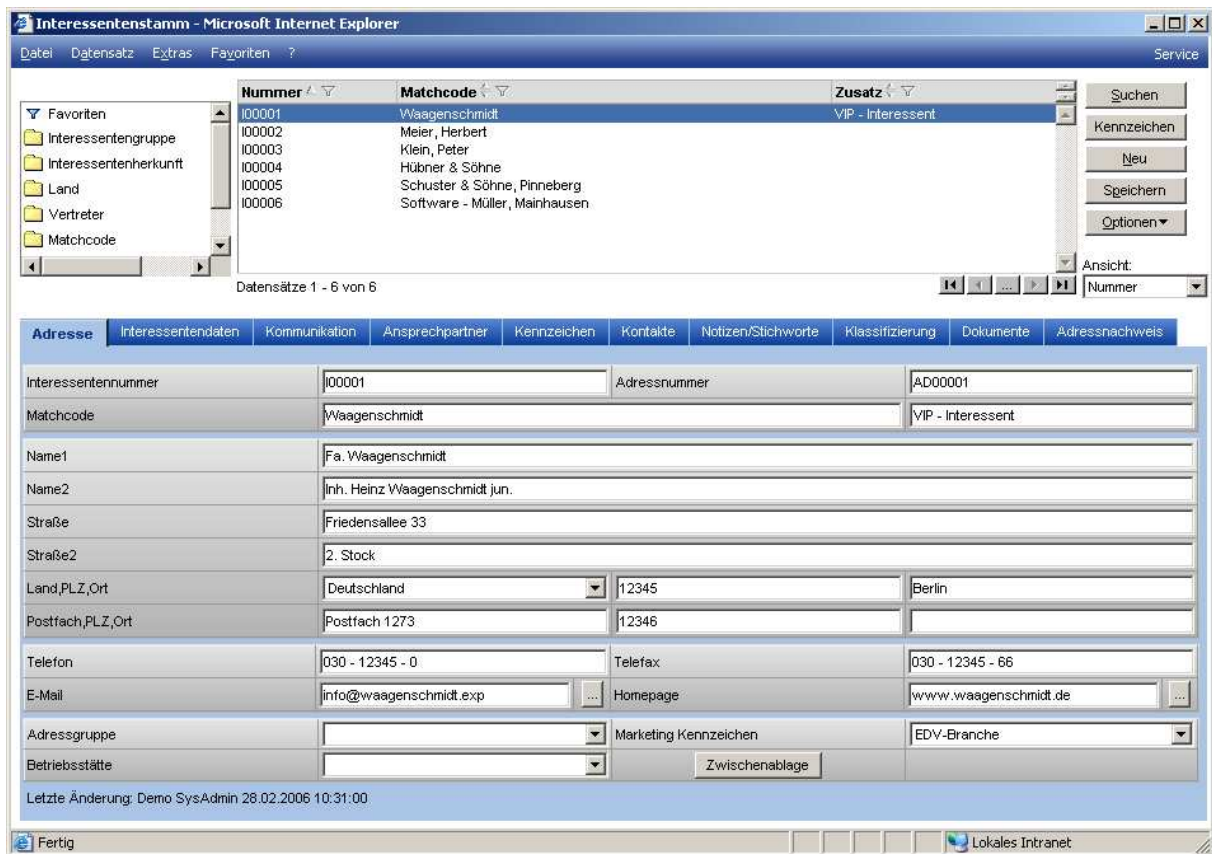 Interessentenstamm - Microsoft Internet Explorer
Datei Datensatz Extras Favoriten ? Service
Favoriten
Interessentengruppe
Interessentenherkunft
Land
Vertreter
Matchcode
Nummer Matchcode Zusatz
I00001 Waagenschmidt VIP - Interessent
I00002 Meier, Herbert
I00003 Klein, Peter
I00004 Hübner & Söhne
I00005 Schuster & Söhne, Pinneberg
I00006 Software - Müller, Mainhausen
Datensätze 1 - 6 von 6
...
Suchen
Kennzeichen
Neu
Speichern
Optionen
Ansicht:
Nummer
Adresse Interessentendaten Kommunikation Ansprechpartner Kennzeichen Kontakte Notizen/Stichworte Klassifizierung Dokumente Adressnachweis
Interessentennummer I00001 Adressnummer AD00001
Matchcode Waagenschmidt VIP - Interessent
Name1 Fa. Waagenschmidt
Name2 Inh. Heinz Waagenschmidt jun.
Straße Friedensallee 33
Straße2 2. Stock
Land,PLZ,Ort Deutschland 12345 Berlin
Postfach,PLZ,Ort Postfach 1273 12346
Telefon 030 - 12345 - 0 Telefax 030 - 12345 - 66
E-Mail info@waagenschmidt.exp ... Homepage www.waagenschmidt.de ...
Adressgruppe Marketing Kennzeichen EDV-Branche
Betriebsstätte Zwischenablage
Letzte Änderung: Demo SysAdmin 28.02.2006 10:31:00
Fertig Lokales Intranet